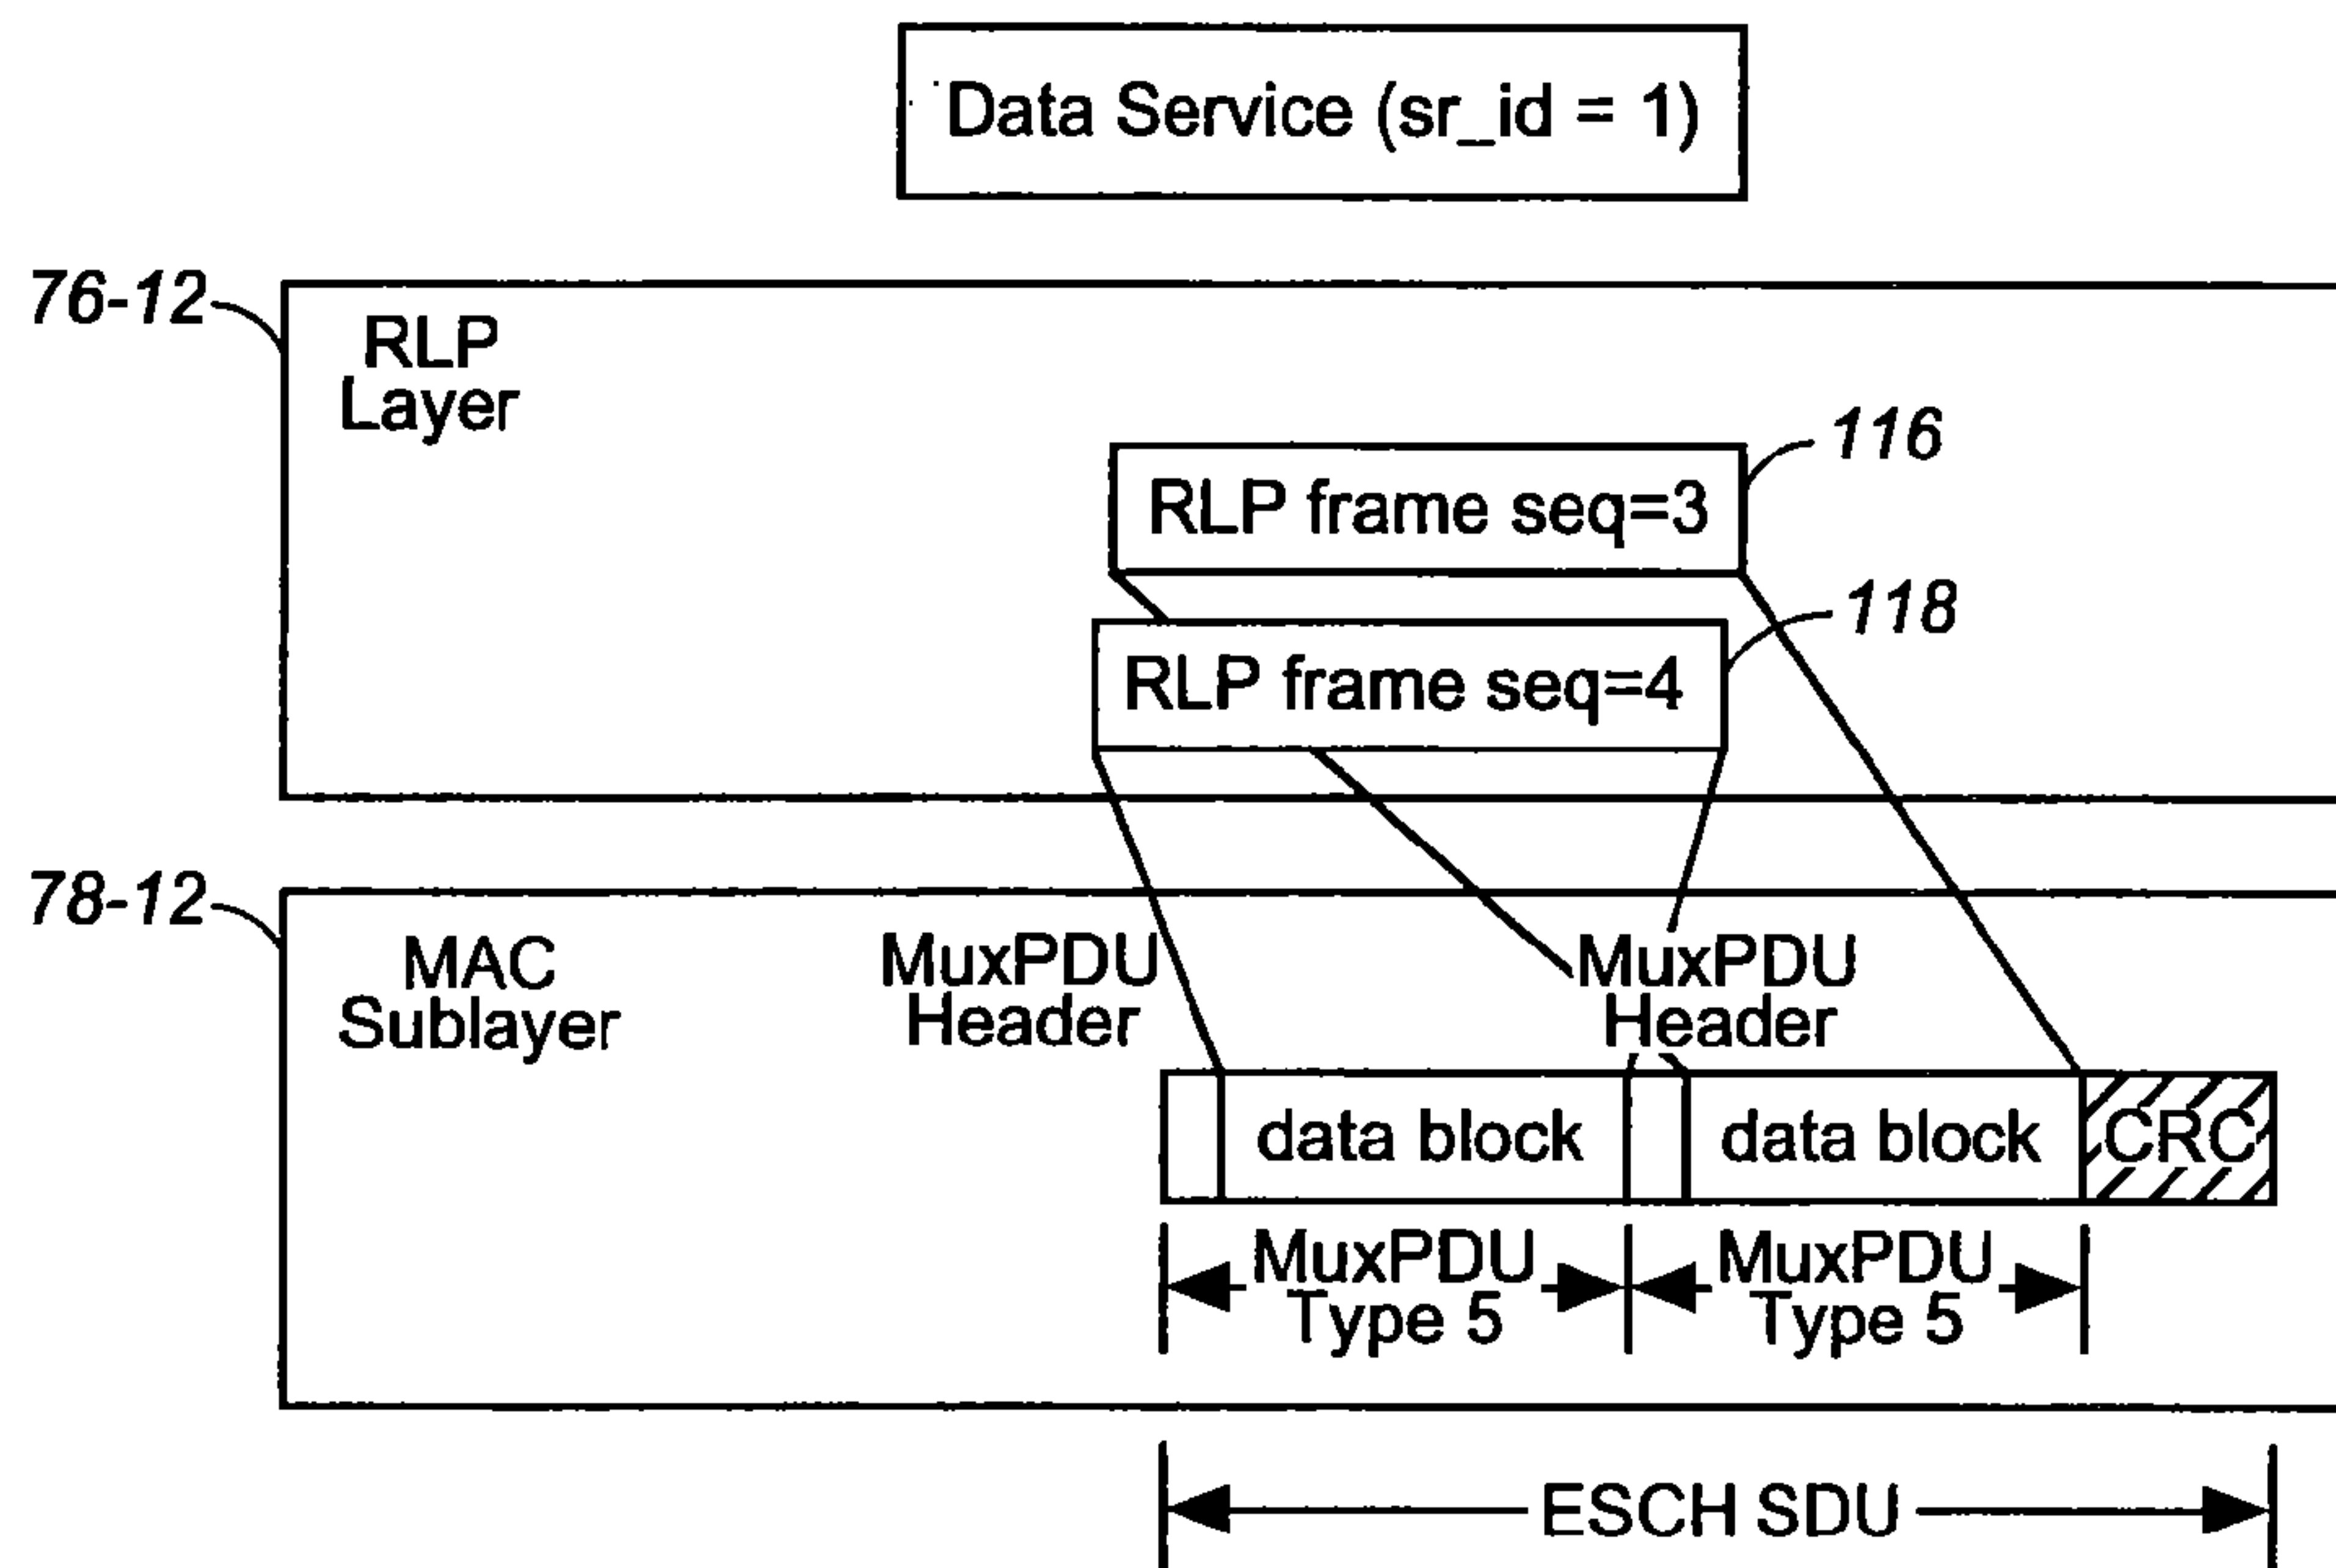 Data Service (sr_id = 1)
76-12
RLP
Layer
116
RLP frame seq=3
118
RLP frame seq=4
78-12
MAC
Sublayer
MuxPDU
Header
MuxPDU
Header
data block
data block
CRC
MuxPDU
Type 5
MuxPDU
Type 5
ESCH SDU